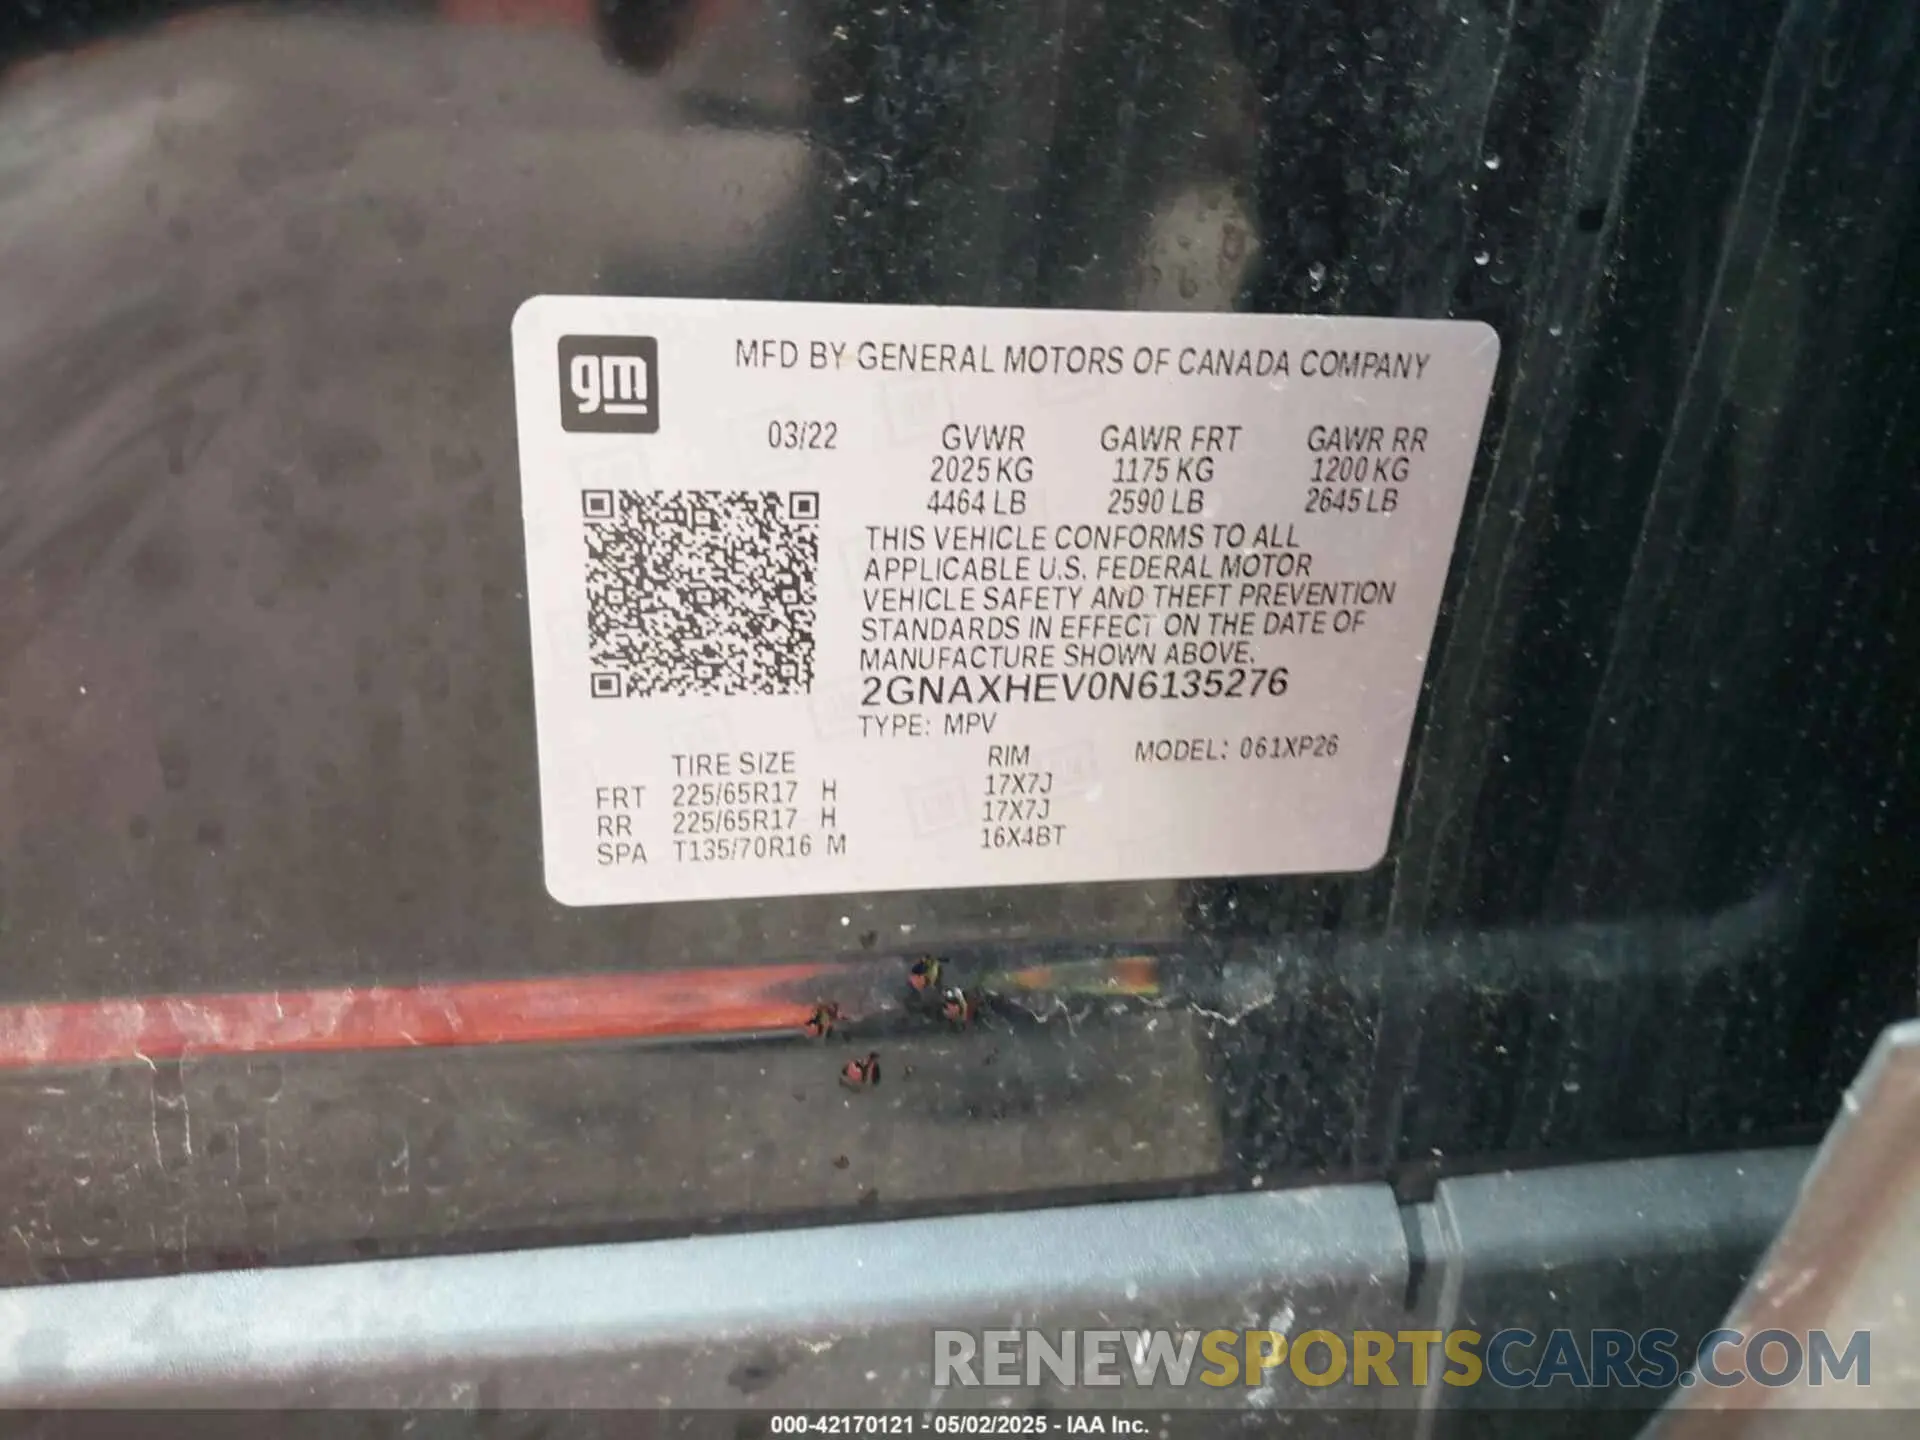 gm
MFD BY GENERAL MOTORS OF CANADA COMPANY
03/22 GVWR GAWR FRT GAWR RR
2025 KG 1175 KG 1200 KG
4464 LB 2590 LB 2645 LB
THIS VEHICLE CONFORMS TO ALL
APPLICABLE U.S. FEDERAL MOTOR
VEHICLE SAFETY AND THEFT PREVENTION
STANDARDS IN EFFECT ON THE DATE OF
MANUFACTURE SHOWN ABOVE.
2GNAXHEV0N6135276
TYPE: MPV
TIRE SIZE RIM MODEL: 061XP26
FRT 225/65R17 H 17X7J
RR 225/65R17 H 17X7J
SPA T135/70R16 M 16X4BT
RENEWSPORTSCARS.COM
000-42170121 - 05/02/2025 - IAA Inc.